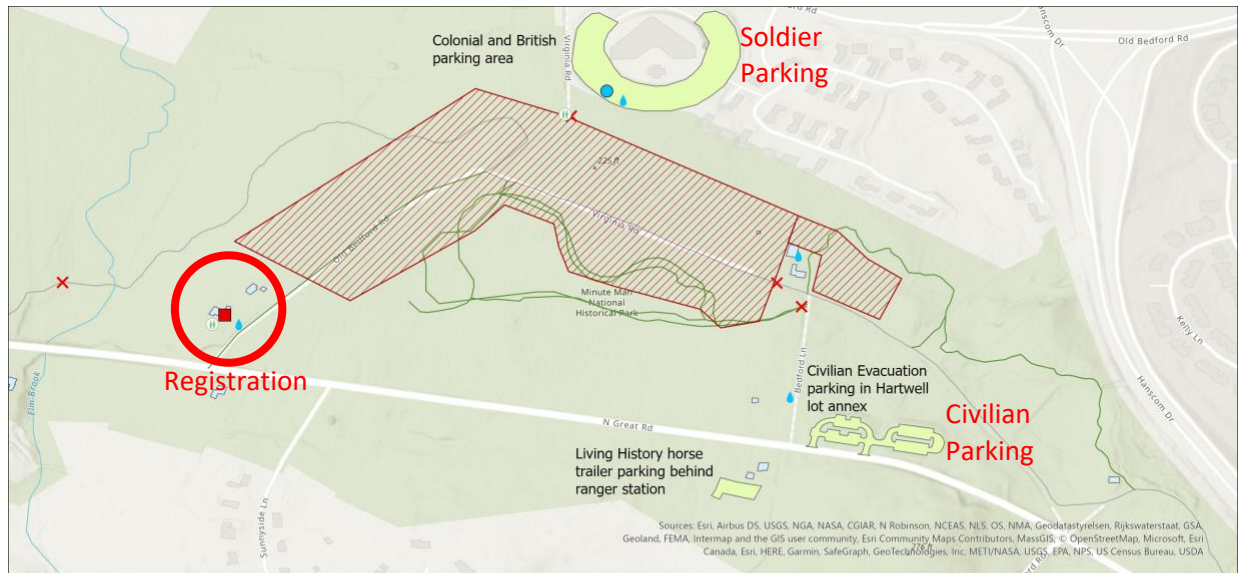 Colonial and British
parking area
Virginia Rd
Soldier
Parking
Hanscom Dr
Old Bedford Rd
225 ft
Old Bedford Rd
Virginia Rd
Minute Man
National
Historical Park
Registration
Elm Brook
Bedford Ln
Kelly Ln
Hanscom Dr
Civilian Evacuation
parking in Hartwell
lot annex
Civilian
Parking
N Great Rd
Living History horse
trailer parking behind
ranger station
Sunnyside Ln
Sources: Esri, Airbus DS, USGS, NGA, NASA, CGIAR, N Robinson, NCEAS, NLS, OS, NMA, Geodatastyrelsen, Rijkswaterstaat, GSA,
Geoland, FEMA, Intermap and the GIS user community, Esri Community Maps Contributors, MassGIS, © OpenStreetMap, Microsoft, Esri
Canada, Esri, HERE, Garmin, SafeGraph, GeoTechnologies, Inc, METI/NASA, USGS, EPA, NPS, US Census Bureau, USDA
276 ft